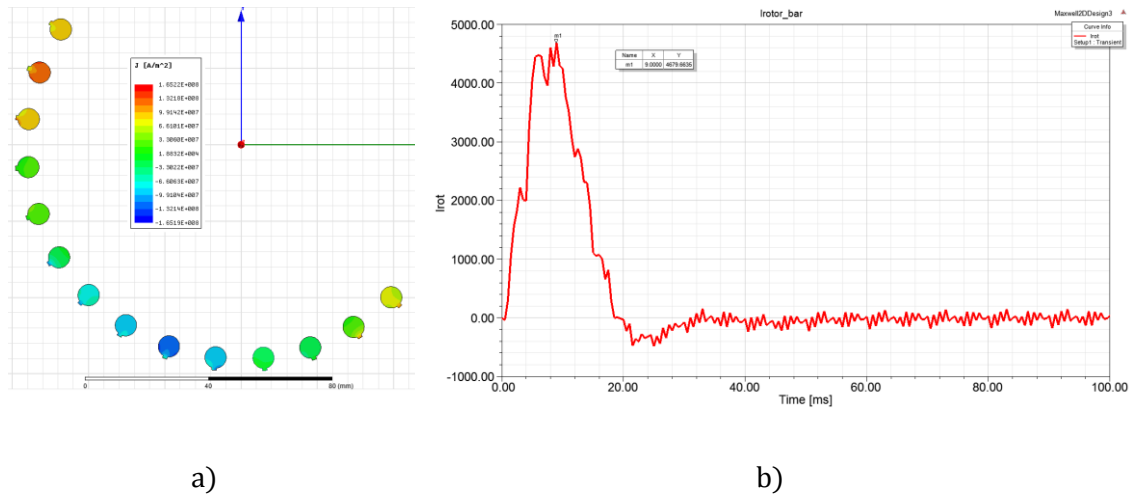 J [A/m^2]
1.6522E+008
1.3218E+008
9.9142E+007
6.6101E+007
3.3060E+007
1.8832E+004
-3.3022E+007
-6.6063E+007
-9.9104E+007
-1.3214E+008
-1.6519E+008
0 40 80 (mm)
a)
Irotor_bar
Maxwell2DDesign3
Curve Info
Irot
Setup1 : Transient
m1
Name X Y
m1 9.0000 4679.6635
5000.00
4000.00
3000.00
2000.00
1000.00
0.00
-1000.00
Irot
0.00 20.00 40.00 60.00 80.00 100.00
Time [ms]
b)